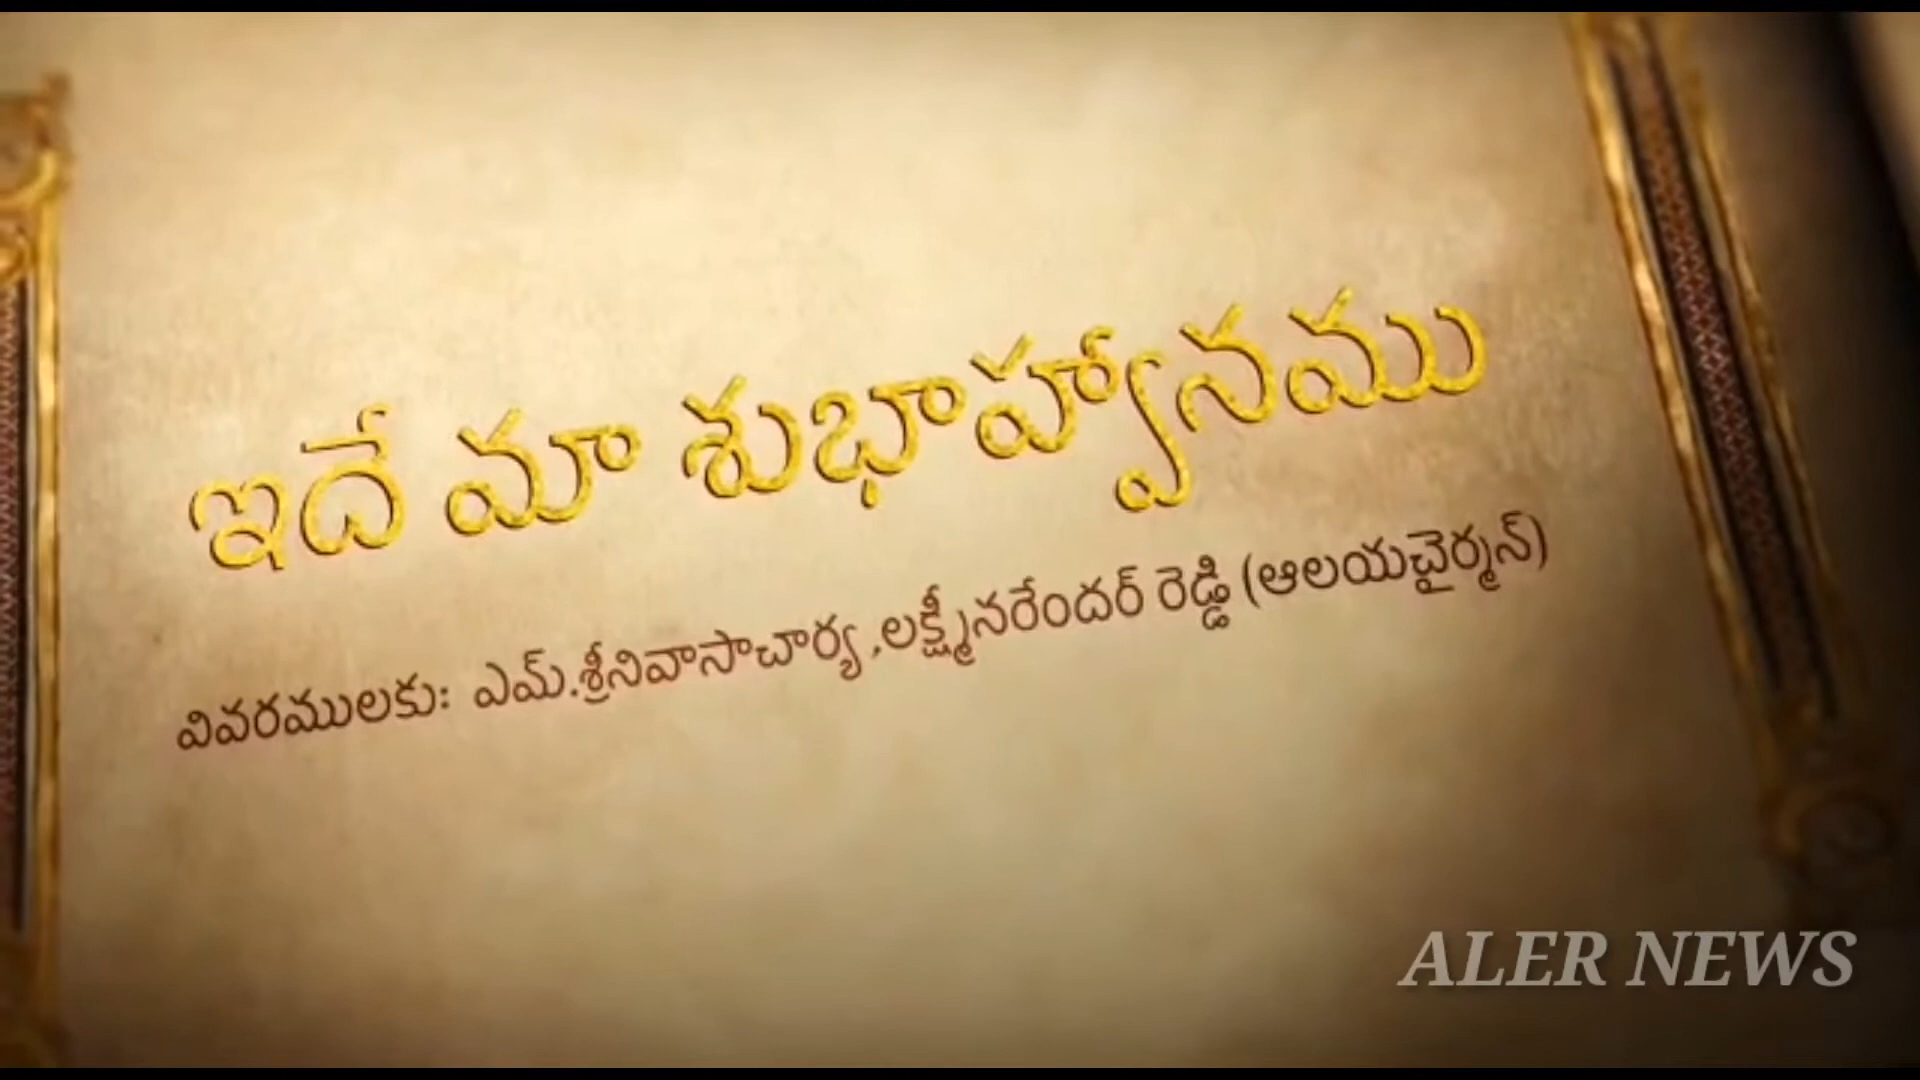 ఇదే మా శుభాహ్వానము
వివరములకు: ఎమ్.శ్రీనివాసాచార్య ,లక్ష్మీనరేందర్ రెడ్డి (ఆలయచైర్మన్)
ALER NEWS